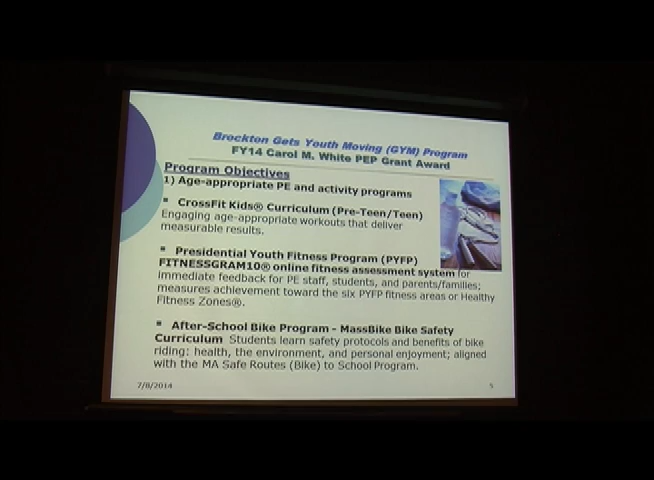 Brockton Gets Youth Moving (GYM) Program
FY14 Carol M. White PEP Grant Award
Program Objectives
1) Age-appropriate PE and activity programs
▪ CrossFit Kids® Curriculum (Pre-Teen/Teen)
Engaging age-appropriate workouts that deliver
measurable results.
▪ Presidential Youth Fitness Program (PYFP)
FITNESSGRAM10® online fitness assessment system for
immediate feedback for PE staff, students, and parents/families;
measures achievement toward the six PYFP fitness areas or Healthy
Fitness Zones®.
▪ After-School Bike Program - MassBike Bike Safety
Curriculum Students learn safety protocols and benefits of bike
riding: health, the environment, and personal enjoyment; aligned
with the MA Safe Routes (Bike) to School Program.
7/8/2014
5